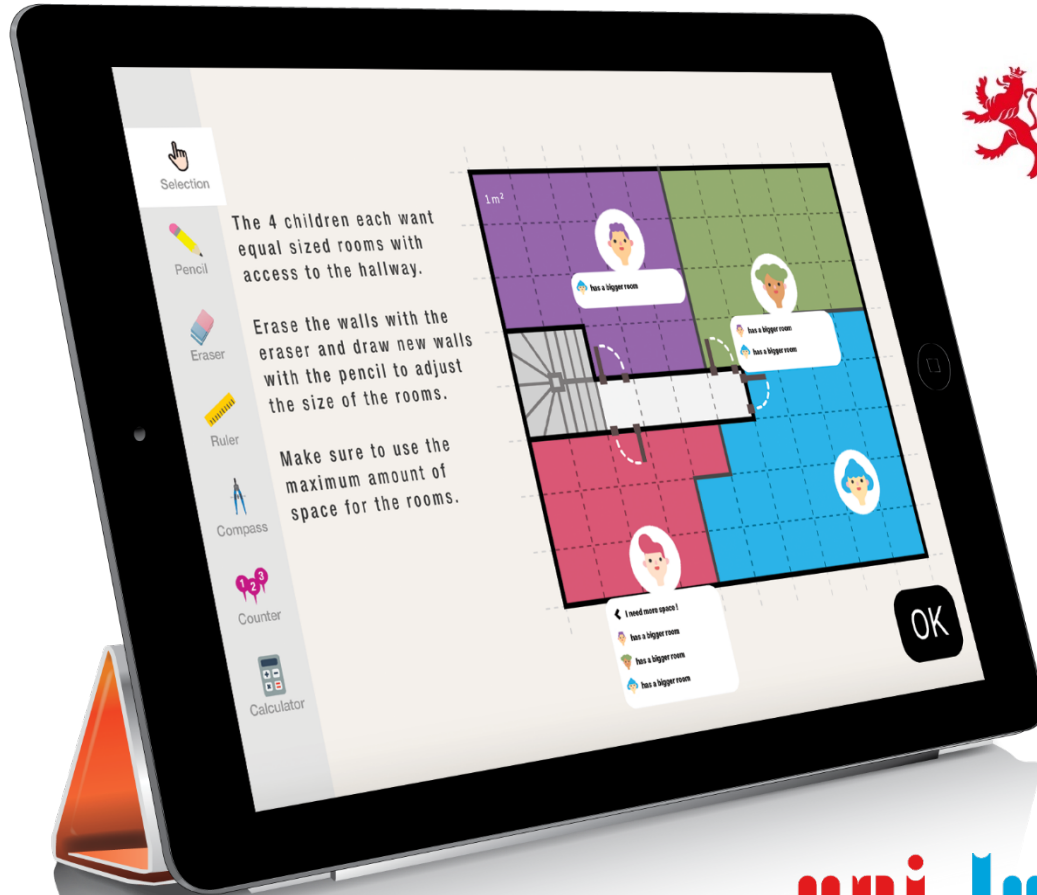 Selection
Pencil
Eraser
Ruler
Compass
Counter
1 2 3
Calculator
The 4 children each want
equal sized rooms with
access to the hallway.
Erase the walls with the
eraser and draw new walls
with the pencil to adjust
the size of the rooms.
Make sure to use the
maximum amount of
space for the rooms.
1m²
has a bigger room
has a bigger room
has a bigger room
I need more space !
has a bigger room
has a bigger room
has a bigger room
OK